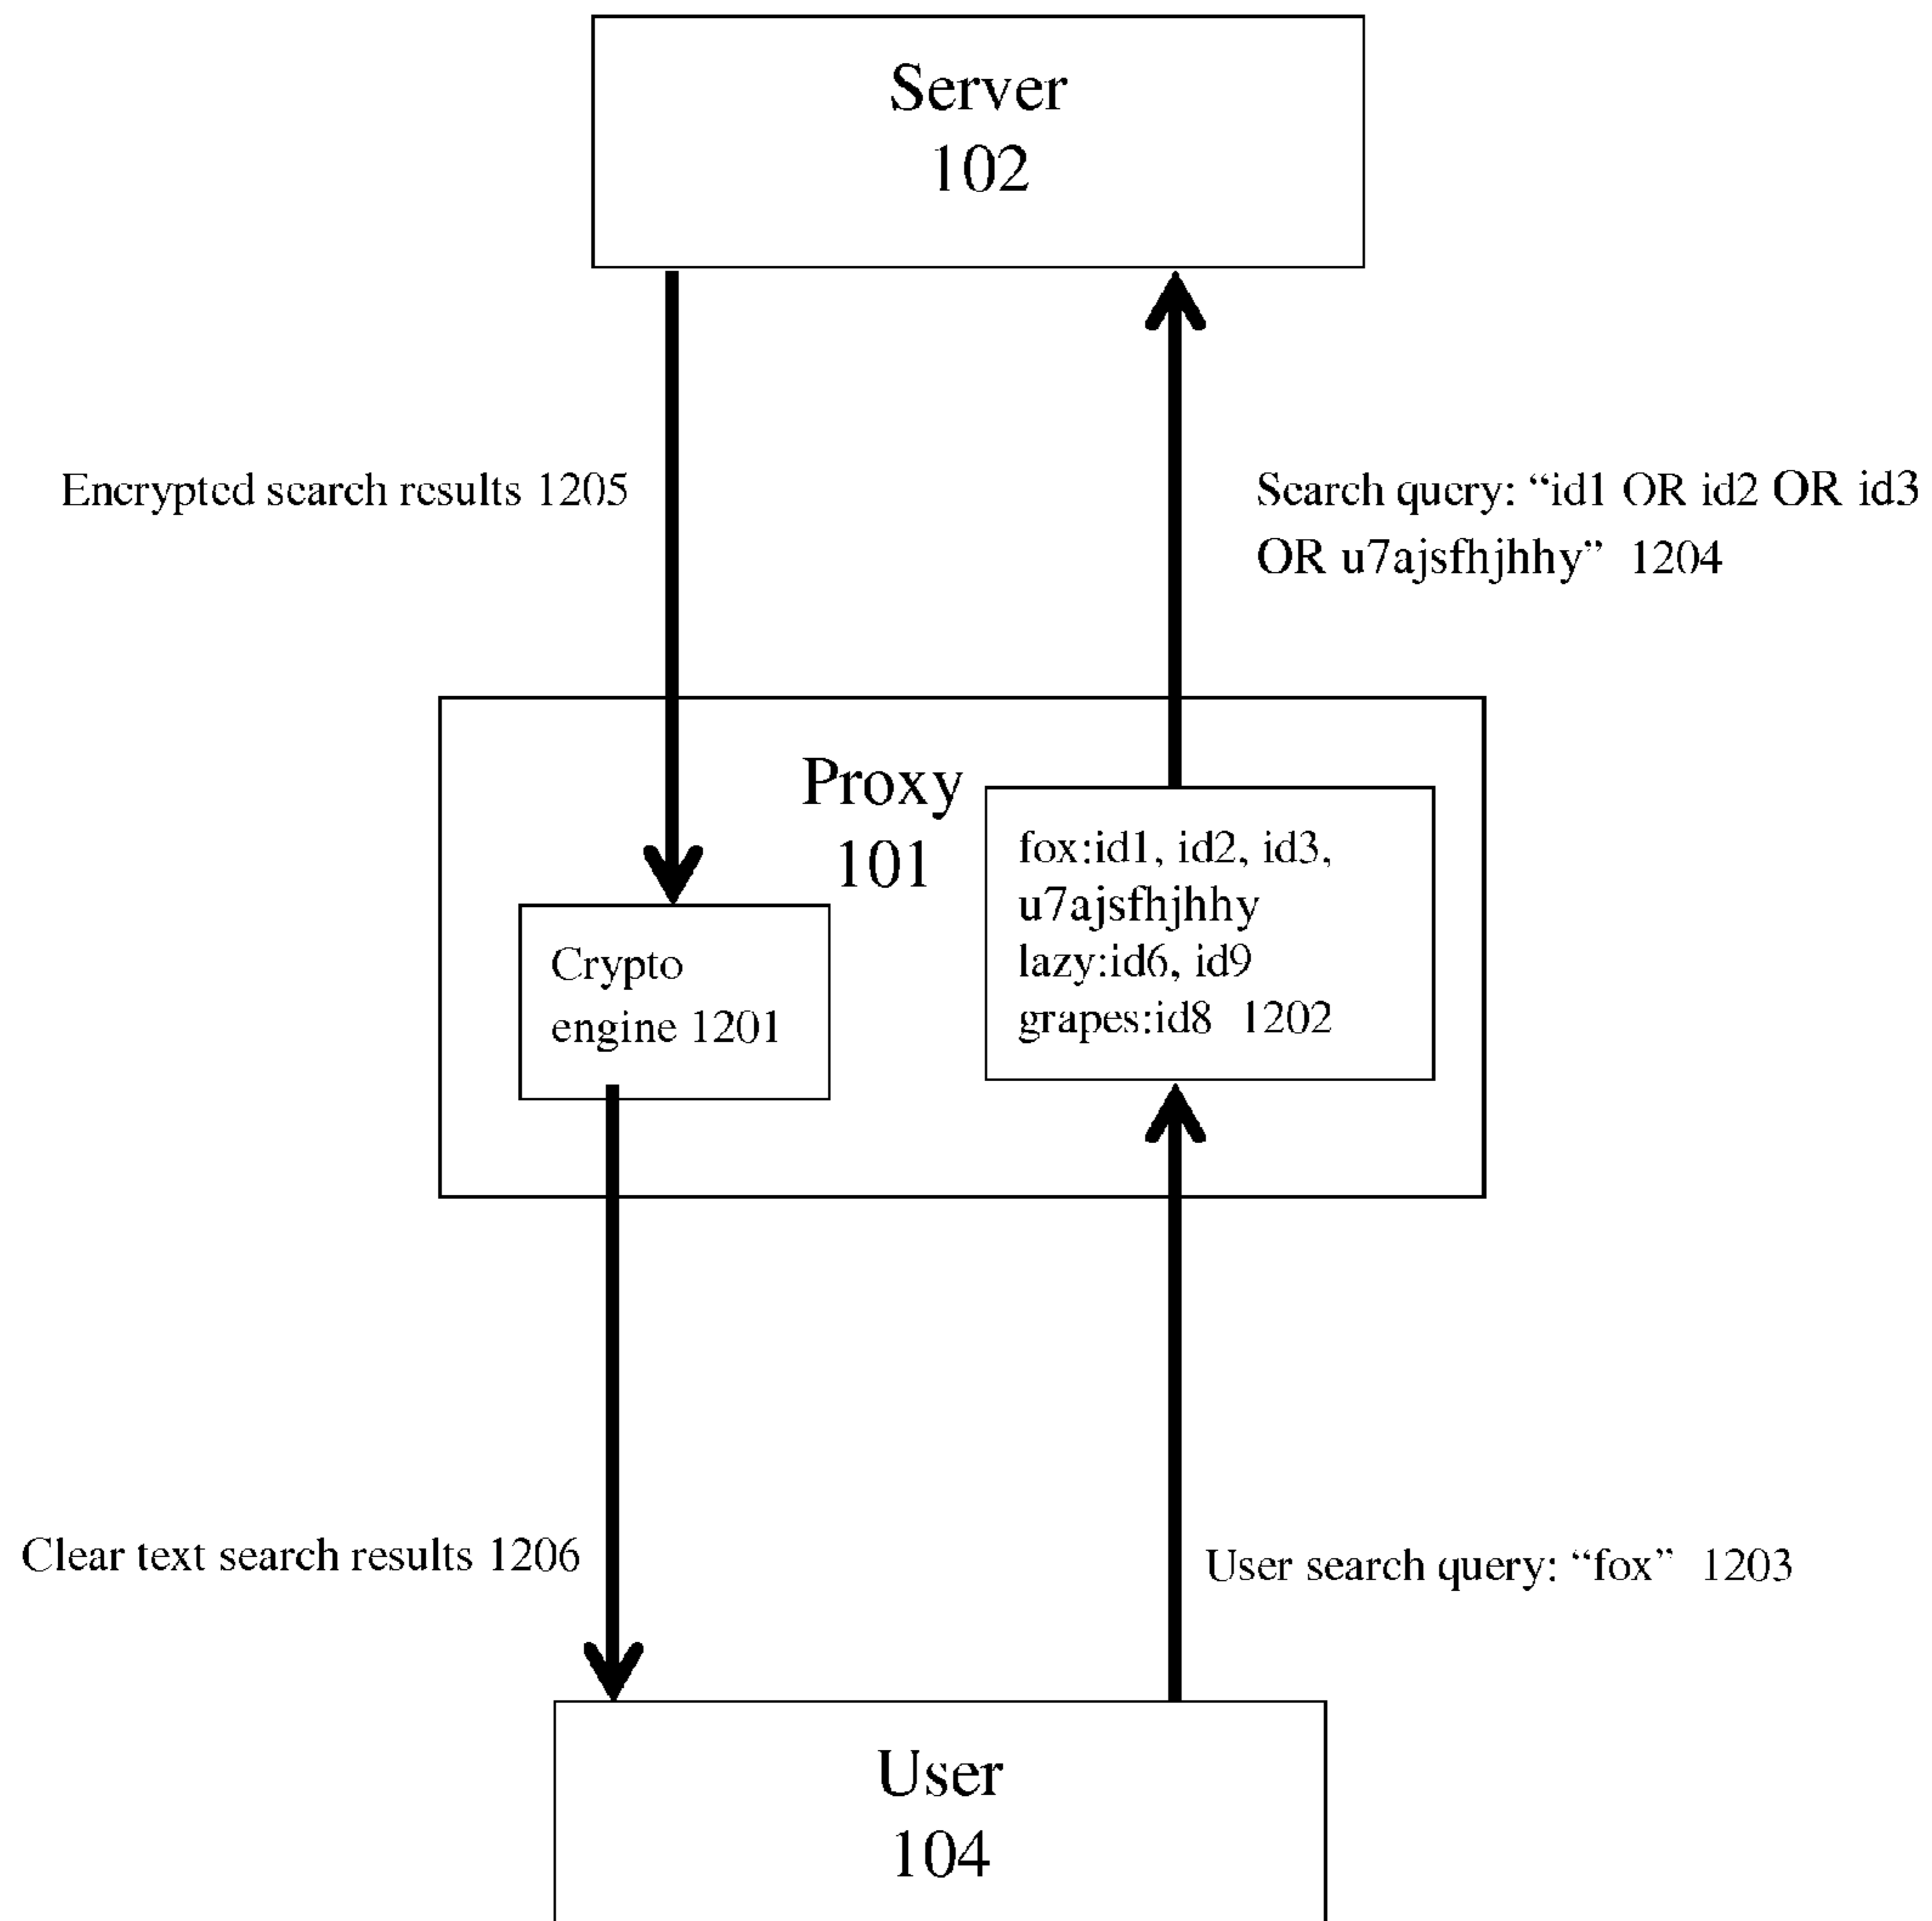 Server
102
Encrypted search results 1205
Search query: “id1 OR id2 OR id3
OR u7ajsfhjhhy” 1204
Proxy
101
fox:id1, id2, id3,
u7ajsfhjhhy
lazy:id6, id9
grapes:id8 1202
Crypto
engine 1201
Clear text search results 1206
User search query: “fox” 1203
User
104